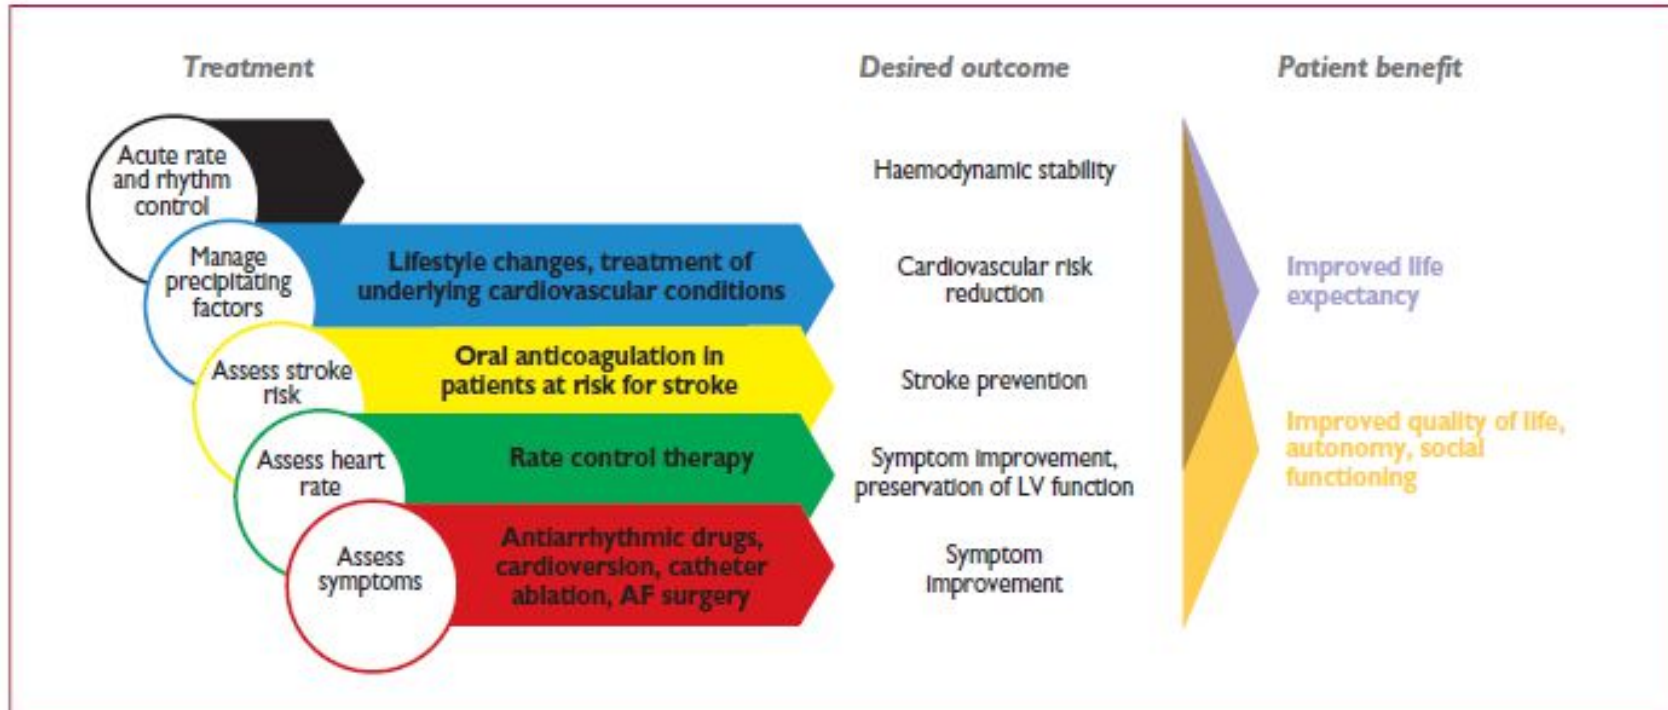 Treatment
Desired outcome
Patient benefit
Acute rate
and rhythm
control
Haemodynamic stability
Manage
precipitating
factors
Lifestyle changes, treatment of
underlying cardiovascular conditions
Cardiovascular risk
reduction
Improved life
expectancy
Assess stroke
risk
Oral anticoagulation in
patients at risk for stroke
Stroke prevention
Assess heart
rate
Rate control therapy
Symptom improvement,
preservation of LV function
Improved quality of life,
autonomy, social
functioning
Assess
symptoms
Antiarrhythmic drugs,
cardioversion, catheter
ablation, AF surgery
Symptom
improvement